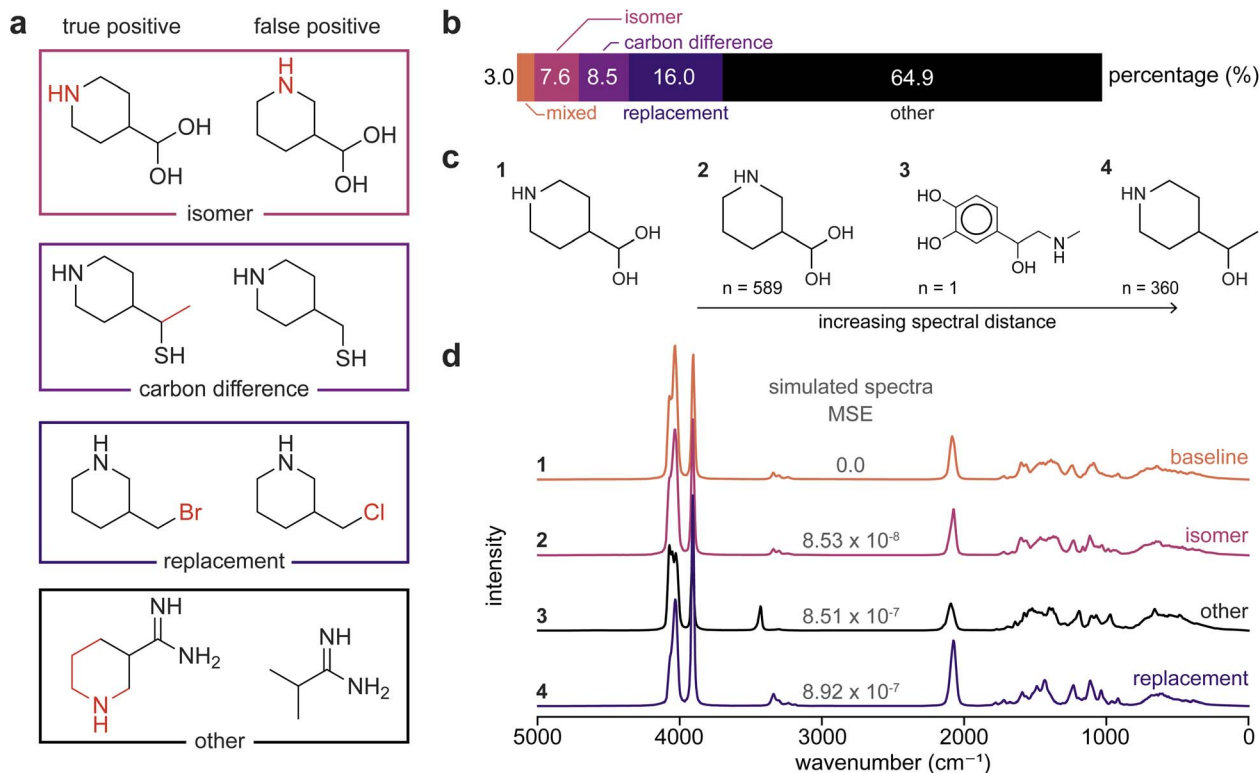 a
true positive
false positive
HN
OH
OH
H
N
OH
OH
isomer
HN
SH
HN
SH
carbon difference
H
N
Br
H
N
Cl
replacement
NH
NH₂
N
H
NH
NH₂
other
b
isomer
carbon difference
3.0
7.6
8.5
16.0
64.9
percentage (%)
mixed
replacement
other
c
1
HN
OH
OH
2
HN
OH
OH
n = 589
3
HO
HO
OH
N
H
n = 1
4
HN
OH
n = 360
increasing spectral distance
d
simulated spectra
MSE
1
0.0
baseline
2
8.53 x 10⁻⁸
isomer
3
8.51 x 10⁻⁷
other
4
8.92 x 10⁻⁷
replacement
intensity
5000
4000
3000
2000
1000
0
wavenumber (cm⁻¹)